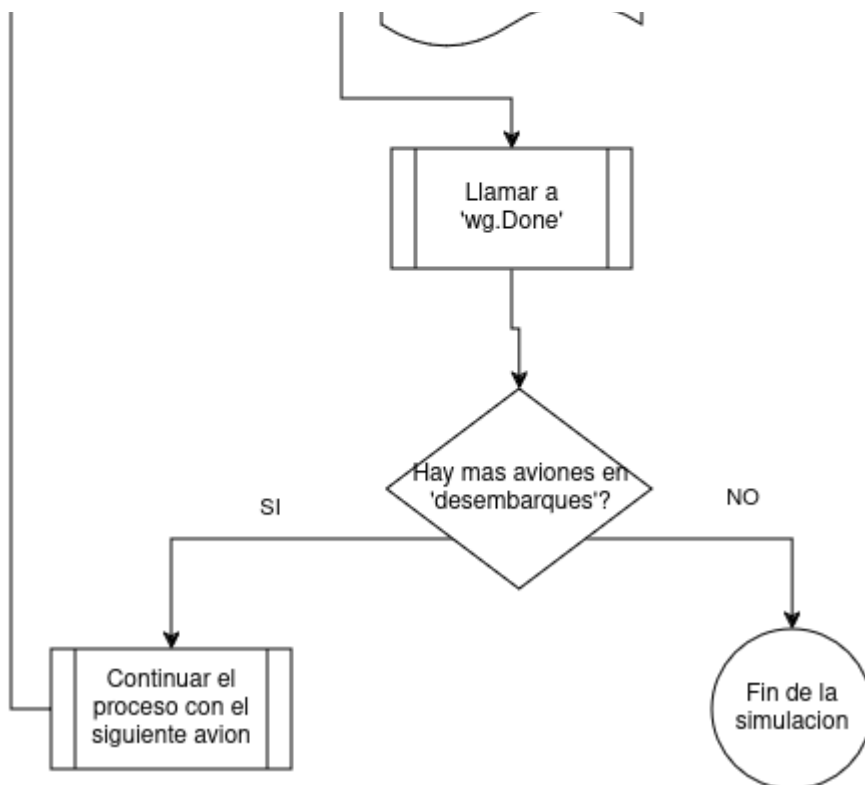 Llamar a
'wg.Done'
Hay mas aviones en
'desembarques'?
SI
NO
Continuar el
proceso con el
siguiente avion
Fin de la
simulacion